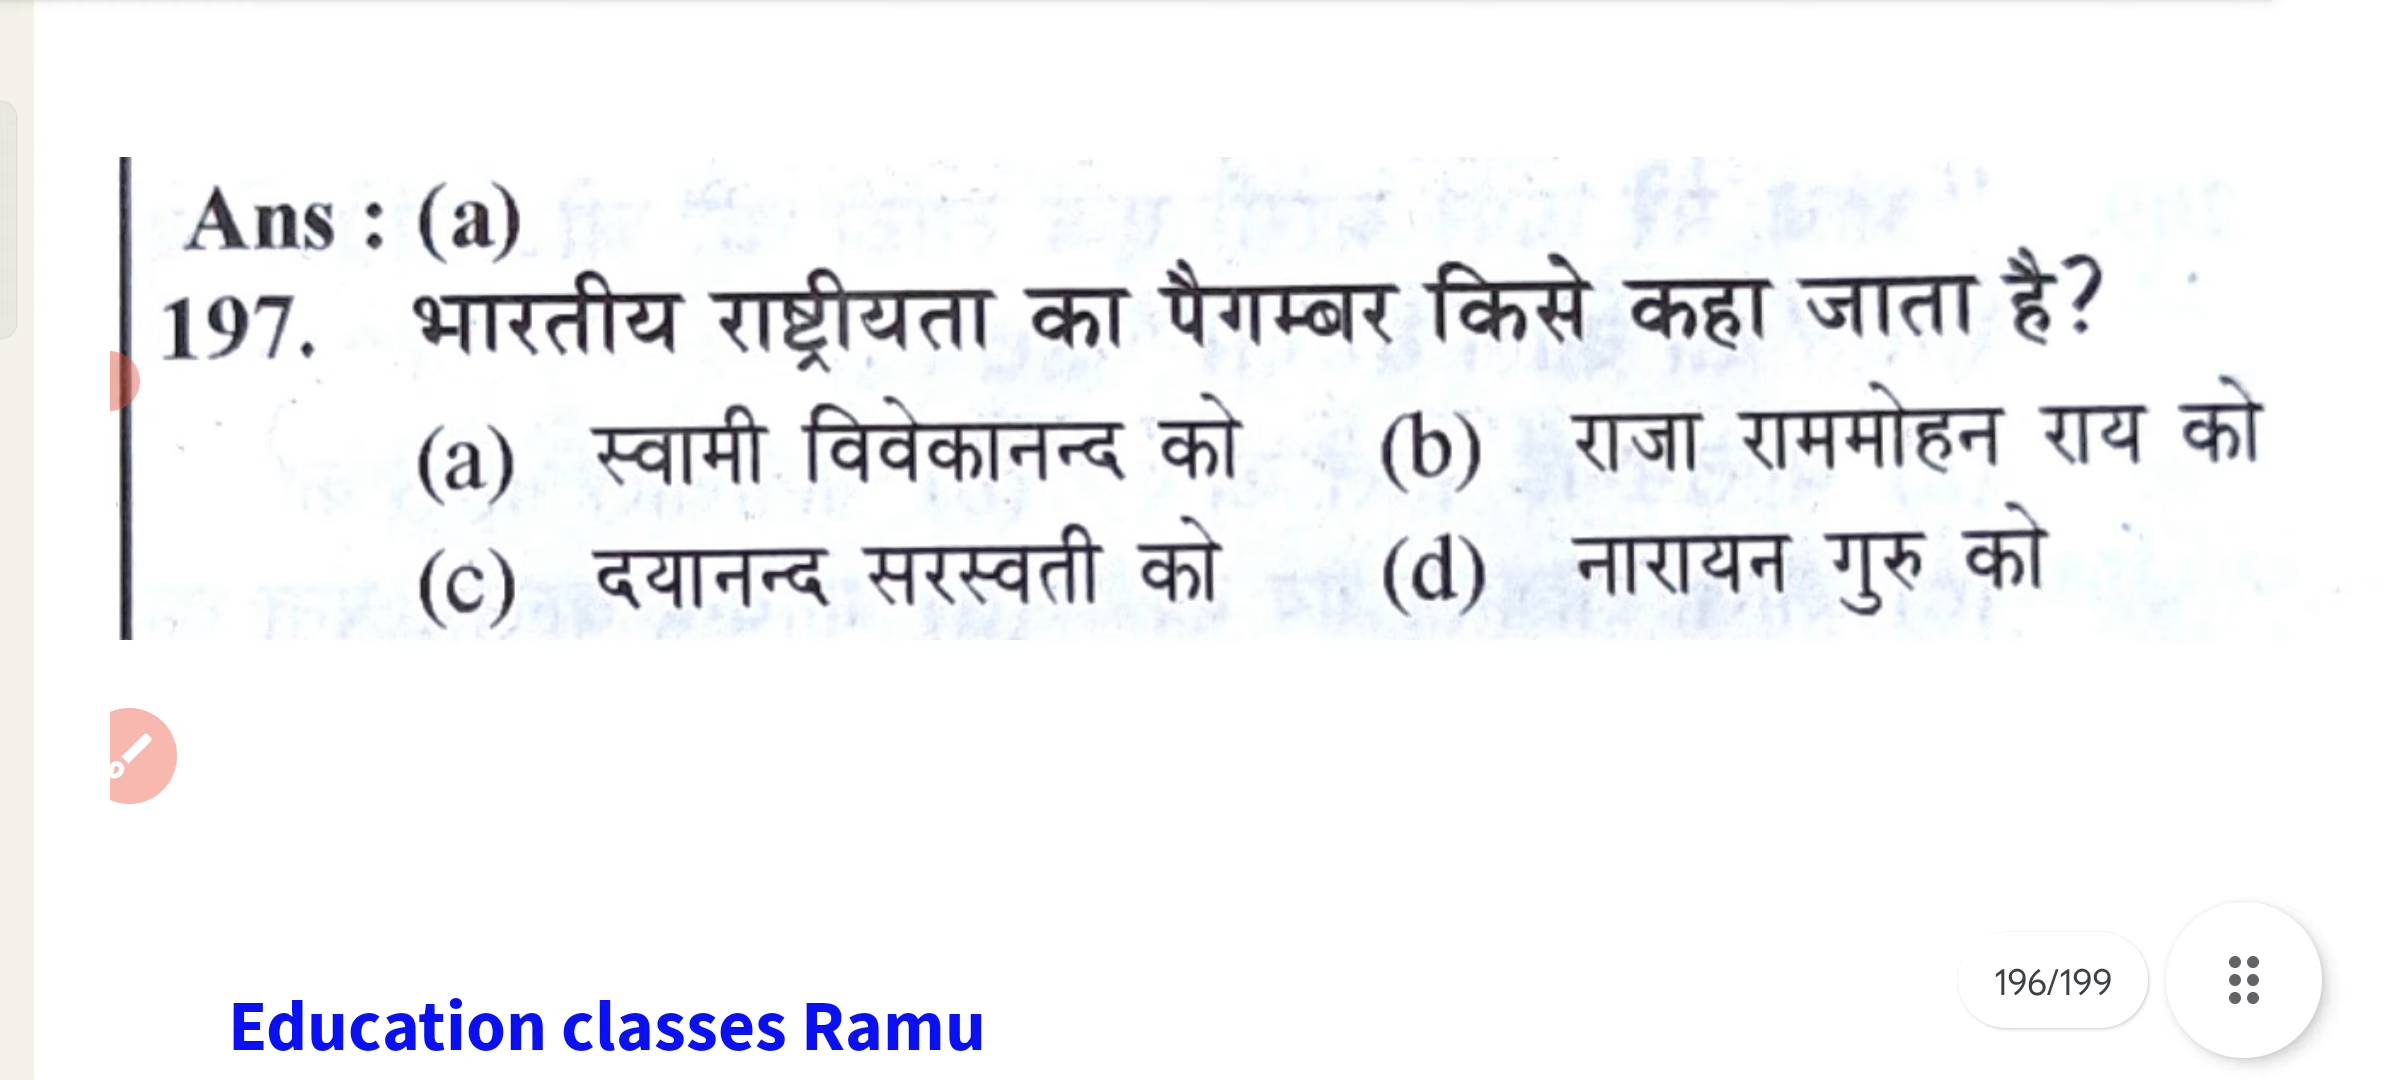 Ans : (a)
197. भारतीय राष्ट्रीयता का पैगम्बर किसे कहा जाता है?
(a) स्वामी विवेकानन्द को (b) राजा राममोहन राय को
(c) दयानन्द सरस्वती को (d) नारायन गुरु को
196/199
Education classes Ramu